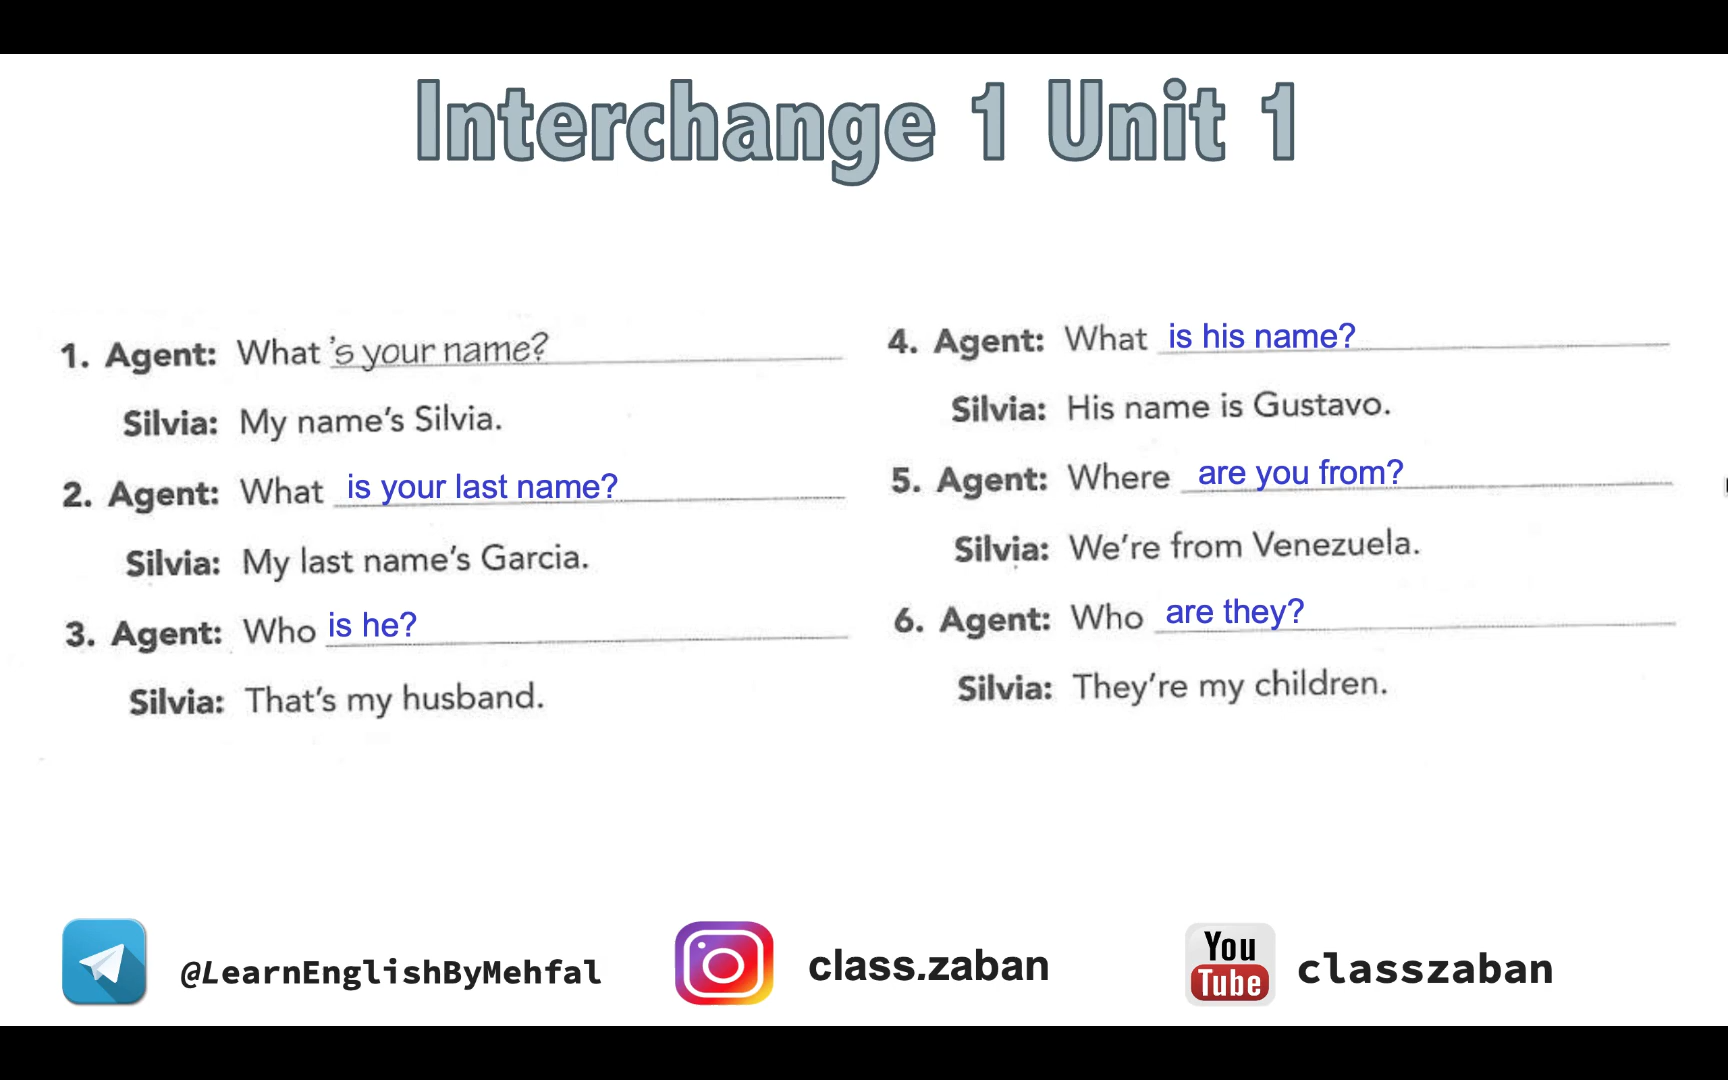 Interchange 1 Unit 1
1. Agent: What 's your name?
Silvia: My name's Silvia.
2. Agent: What is your last name?
Silvia: My last name's Garcia.
3. Agent: Who is he?
Silvia: That's my husband.
4. Agent: What is his name?
Silvia: His name is Gustavo.
5. Agent: Where are you from?
Silvia: We're from Venezuela.
6. Agent: Who are they?
Silvia: They're my children.
@LearnEnglishByMehfal
class.zaban
You
Tube
classzaban